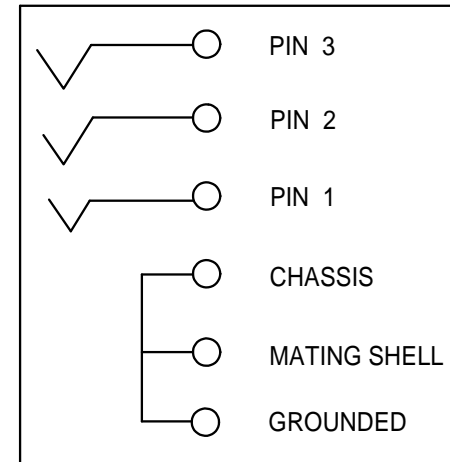 PIN 3
PIN 2
PIN 1
CHASSIS
MATING SHELL
GROUNDED